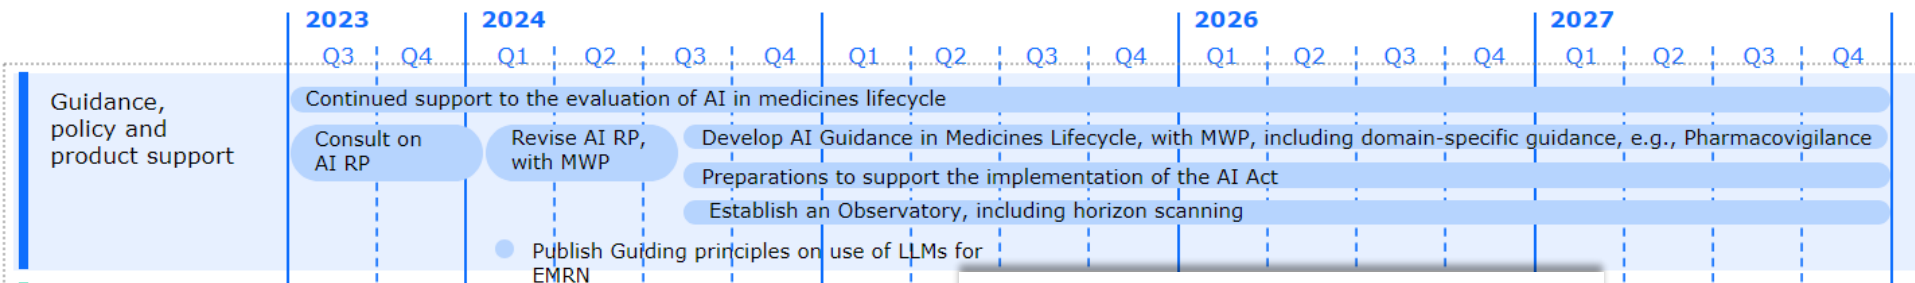 2023 2024 2026 2027
Q3 Q4 Q1 Q2 Q3 Q4 Q1 Q2 Q3 Q4 Q1 Q2 Q3 Q4 Q1 Q2 Q3 Q4
Guidance,
policy and
product support
Continued support to the evaluation of AI in medicines lifecycle
Consult on
AI RP
Revise AI RP,
with MWP
Develop AI Guidance in Medicines Lifecycle, with MWP, including domain-specific guidance, e.g., Pharmacovigilance
Preparations to support the implementation of the AI Act
Establish an Observatory, including horizon scanning
Publish Guiding principles on use of LLMs for
EMRN